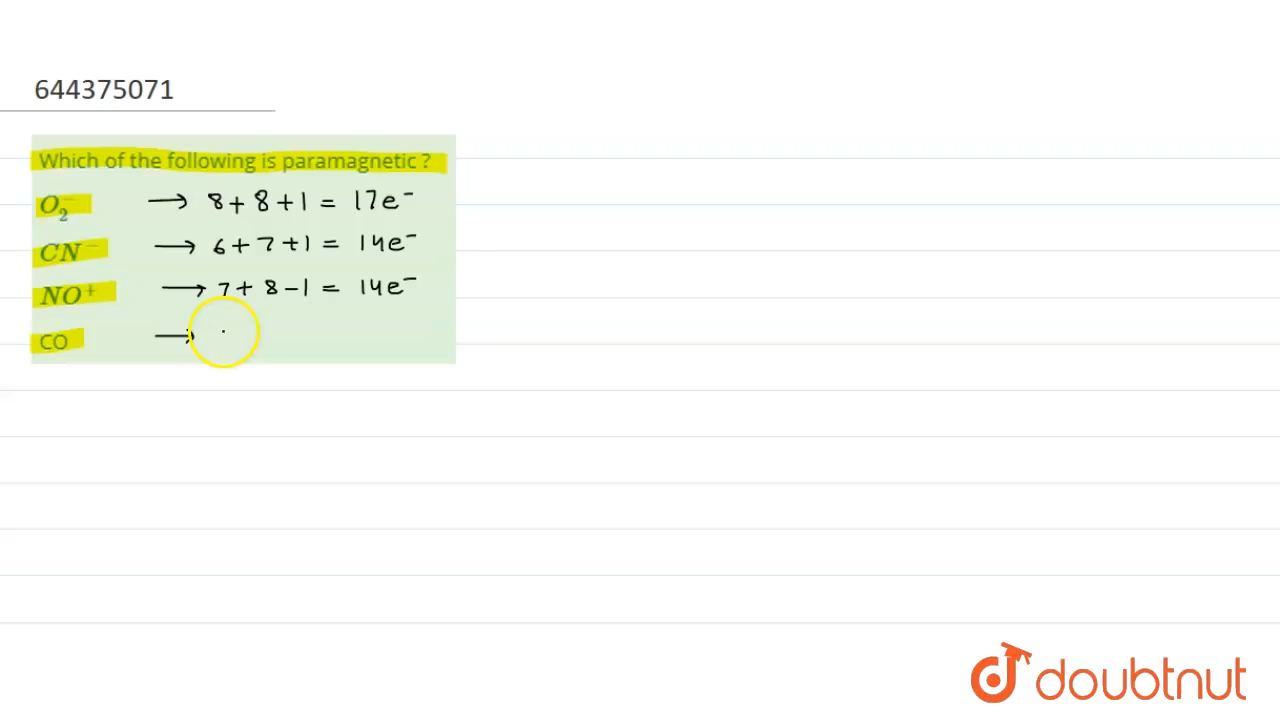 644375071
Which of the following is paramagnetic ?
O₂⁻ → 8 + 8 + 1 = 17e⁻
CN⁻ → 6 + 7 + 1 = 14e⁻
NO⁺ → 7 + 8 - 1 = 14e⁻
CO →
doubtnut